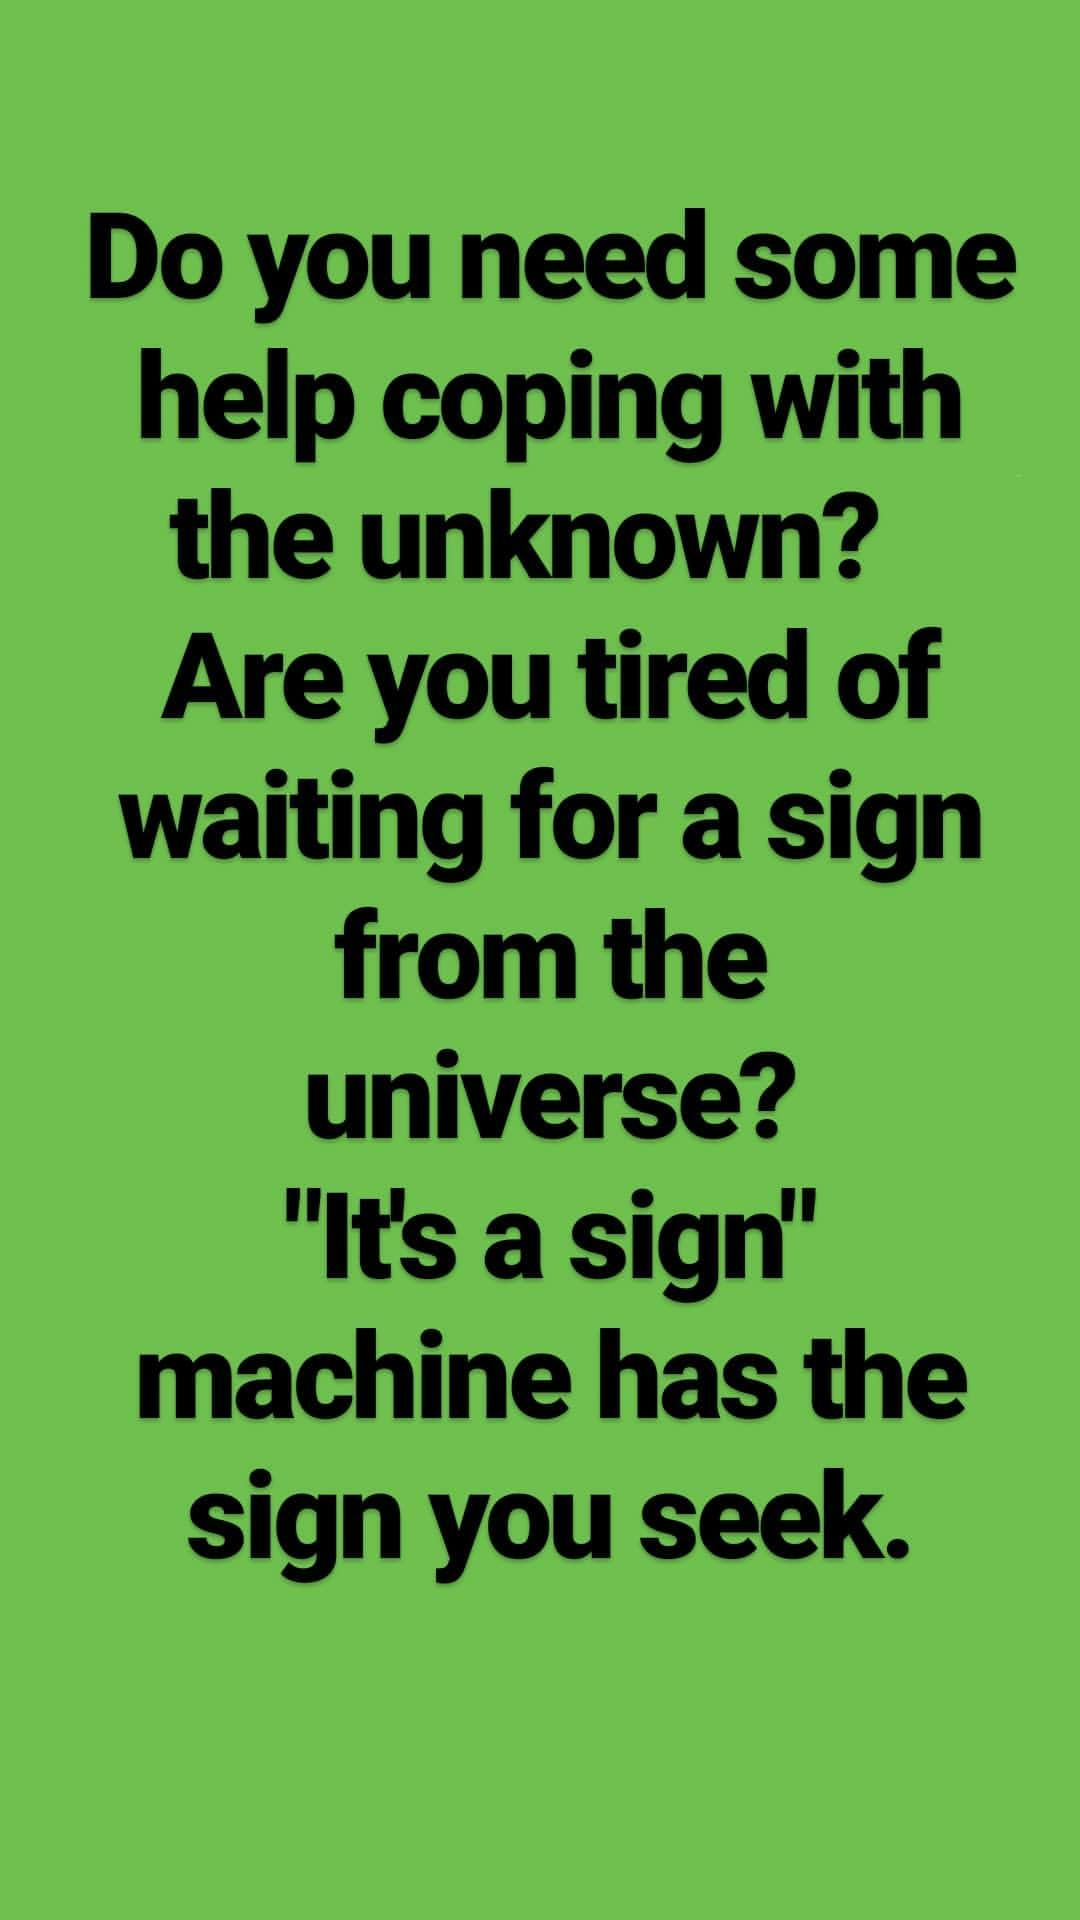 Do you need some
help coping with
the unknown?
Are you tired of
waiting for a sign
from the
universe?
"It's a sign"
machine has the
sign you seek.